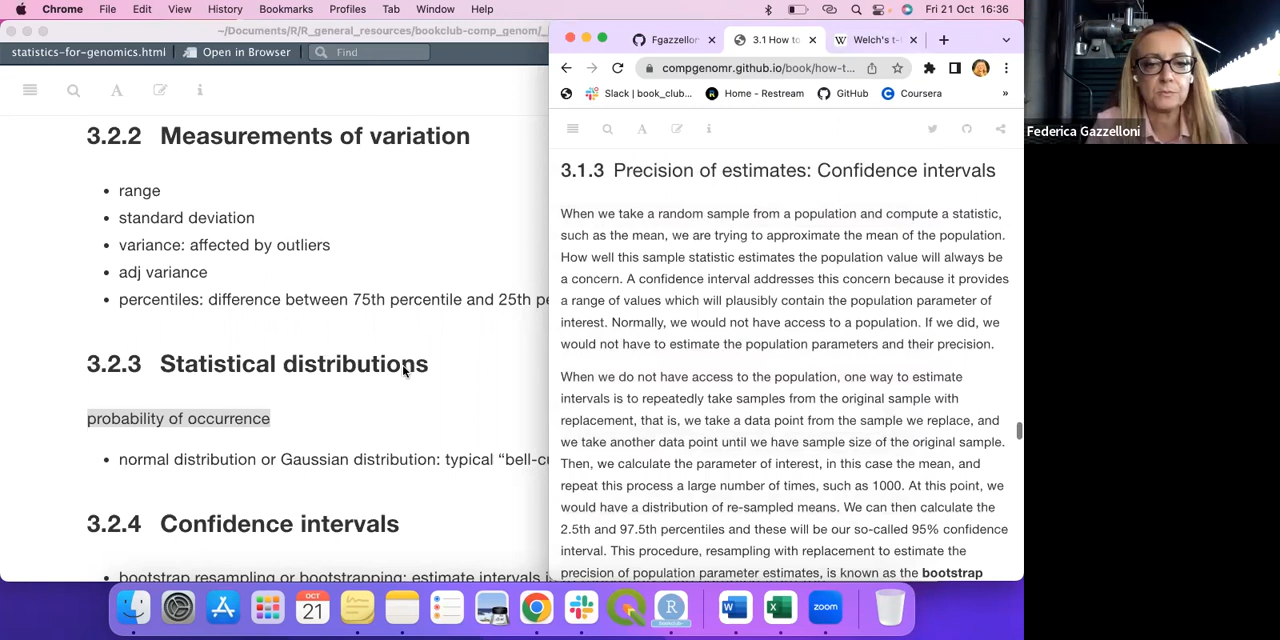 Chrome File Edit View History Bookmarks Profiles Tab Window Help Fri 21 Oct 16:36
~/Documents/R/R_general_resources/bookclub-comp_genom/_
statistics-for-genomics.html Open in Browser Find
3.2.2 Measurements of variation
• range
• standard deviation
• variance: affected by outliers
• adj variance
• percentiles: difference between 75th percentile and 25th pe
3.2.3 Statistical distributions
probability of occurrence
• normal distribution or Gaussian distribution: typical “bell-cu
3.2.4 Confidence intervals
• bootstrap resampling or bootstrapping: estimate intervals i
Fgazzellon 3.1 How to Welch's t-
compgenomr.github.io/book/how-t...
Slack | book_club... Home - Restream GitHub Coursera »
3.1.3 Precision of estimates: Confidence intervals
When we take a random sample from a population and compute a statistic,
such as the mean, we are trying to approximate the mean of the population.
How well this sample statistic estimates the population value will always be
a concern. A confidence interval addresses this concern because it provides
a range of values which will plausibly contain the population parameter of
interest. Normally, we would not have access to a population. If we did, we
would not have to estimate the population parameters and their precision.
When we do not have access to the population, one way to estimate
intervals is to repeatedly take samples from the original sample with
replacement, that is, we take a data point from the sample we replace, and
we take another data point until we have sample size of the original sample.
Then, we calculate the parameter of interest, in this case the mean, and
repeat this process a large number of times, such as 1000. At this point, we
would have a distribution of re-sampled means. We can then calculate the
2.5th and 97.5th percentiles and these will be our so-called 95% confidence
interval. This procedure, resampling with replacement to estimate the
precision of population parameter estimates, is known as the bootstrap
Federica Gazzelloni
OCT
21
zoom